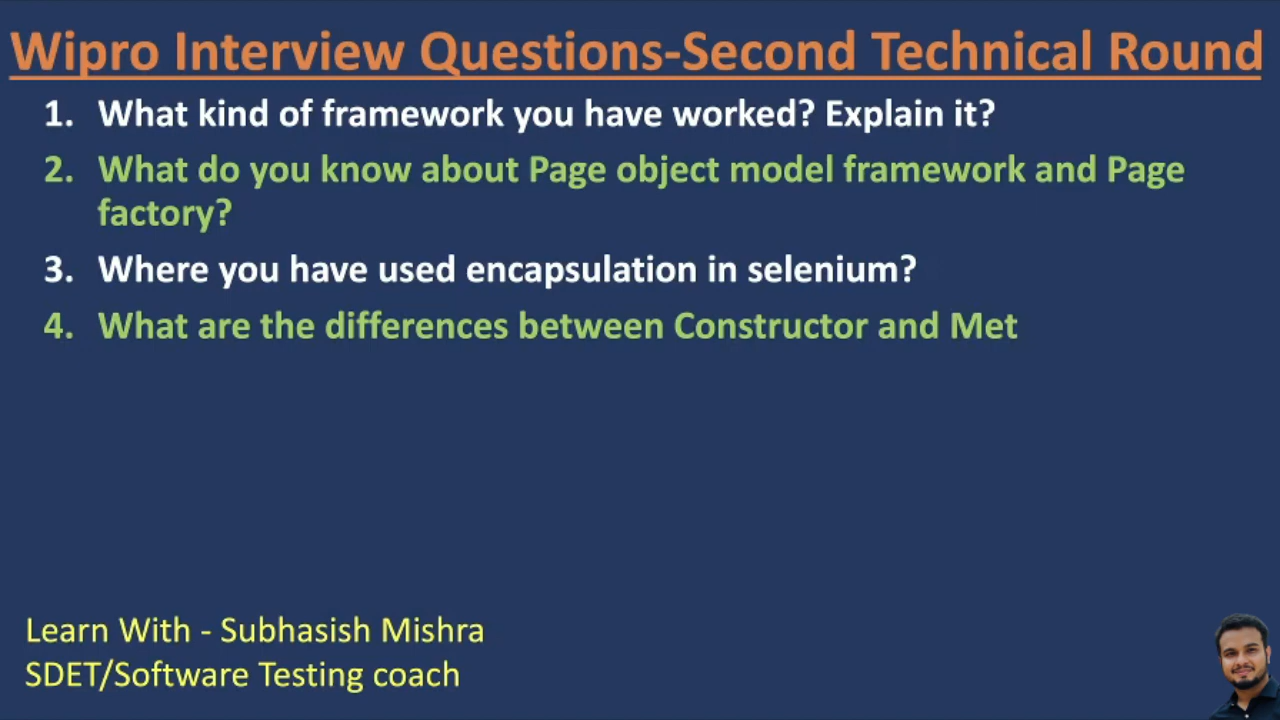 Wipro Interview Questions-Second Technical Round
1. What kind of framework you have worked? Explain it?
2. What do you know about Page object model framework and Page
factory?
3. Where you have used encapsulation in selenium?
4. What are the differences between Constructor and Met
Learn With - Subhasish Mishra
SDET/Software Testing coach